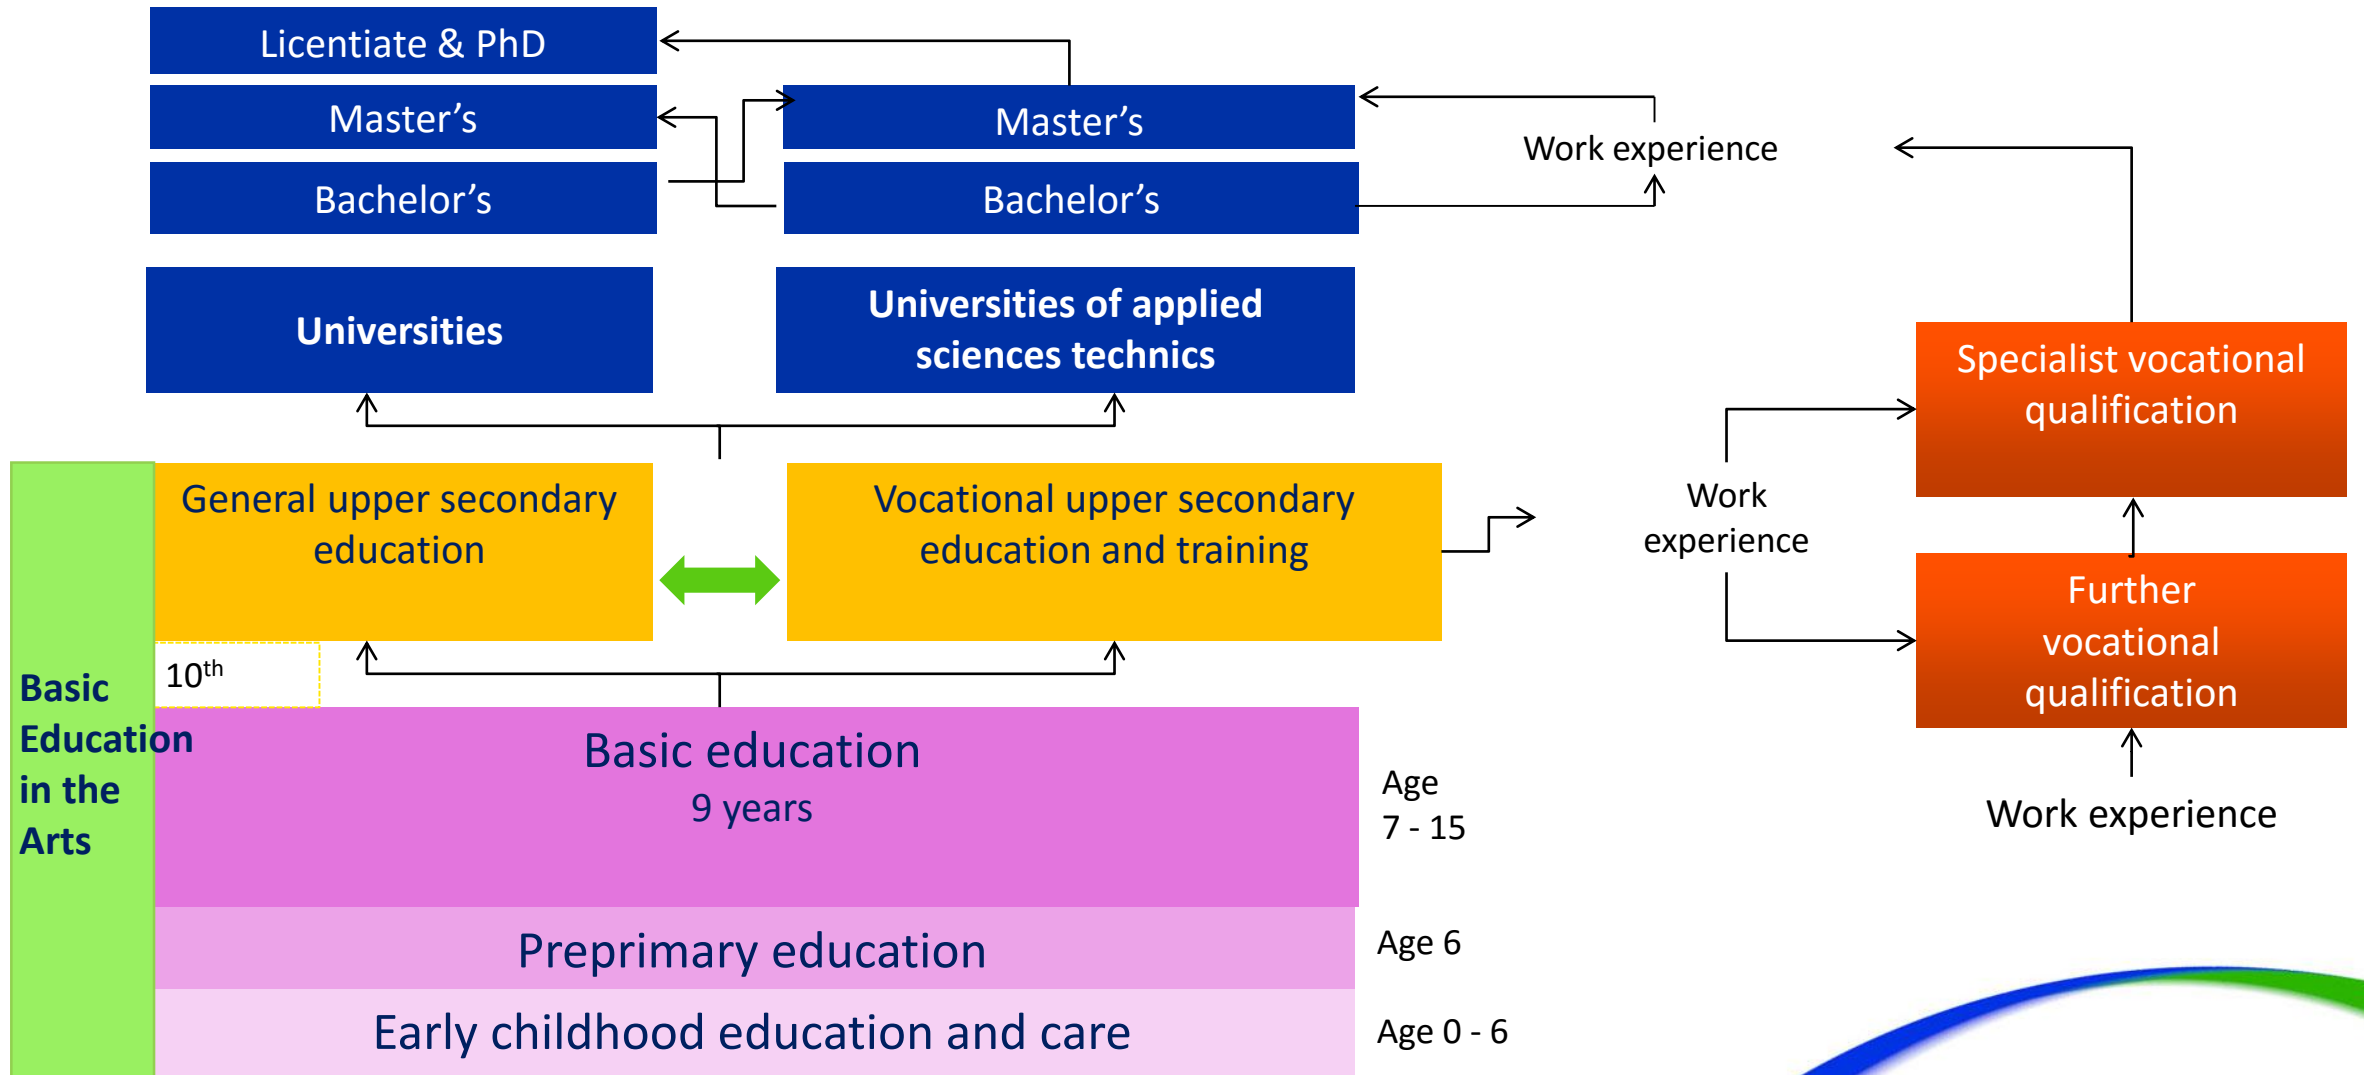 Licentiate & PhD
Master's
Bachelor's
Master's
Bachelor's
Work experience
Universities
Universities of applied
sciences technics
General upper secondary
education
Vocational upper secondary
education and training
Work
experience
Specialist vocational
qualification
Further
vocational
qualification
Work experience
Basic
Education
in the
Arts
10th
Basic education
9 years
Age
7 - 15
Preprimary education
Age 6
Early childhood education and care
Age 0 - 6